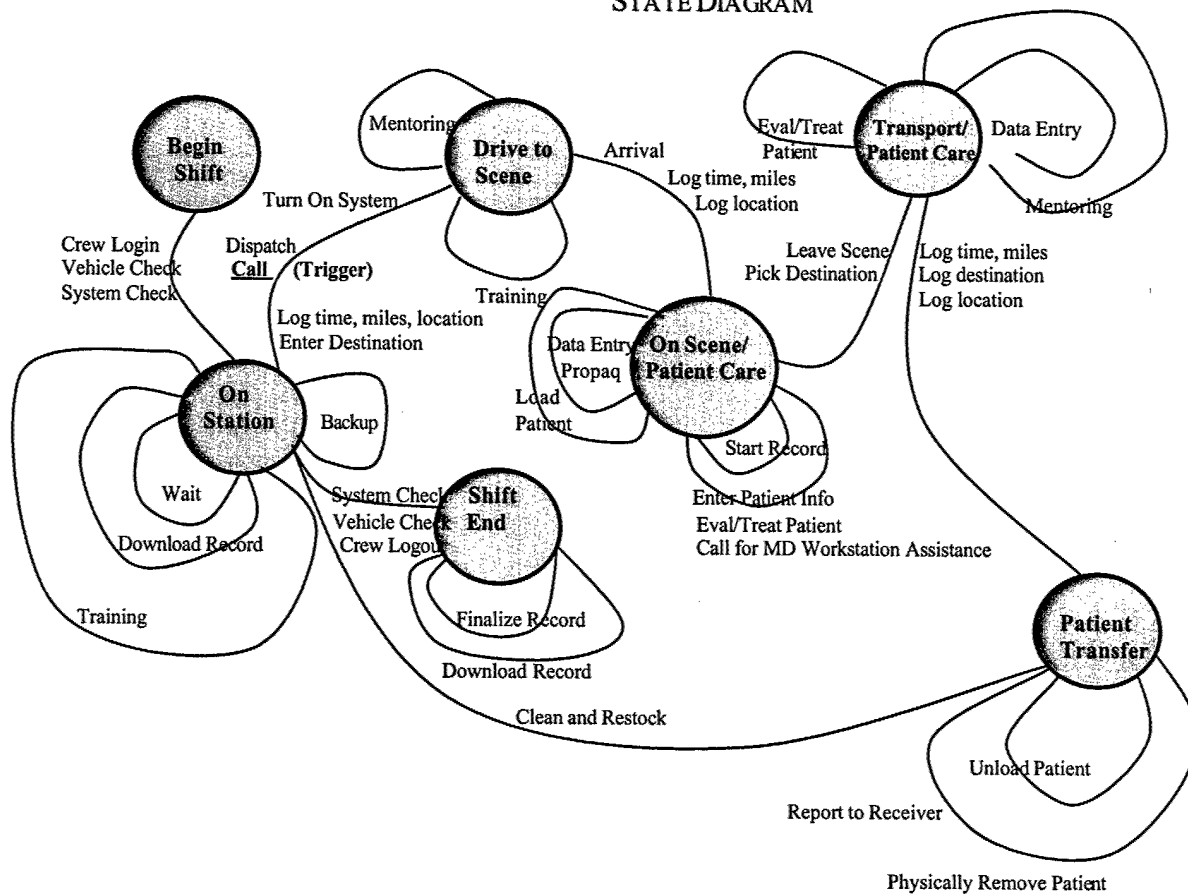 STATE DIAGRAM
Begin
Shift
Crew Login
Vehicle Check
System Check
Mentoring
Drive to
Scene
Turn On System
Dispatch
Call (Trigger)
Log time, miles, location
Enter Destination
Training
Arrival
Log time, miles
Log location
Eval/Treat
Patient
Transport/
Patient Care
Data Entry
Mentoring
Leave Scene
Pick Destination
Log time, miles
Log destination
Log location
On Scene/
Patient Care
Data Entry
Propaq
Load
Patient
Start Record
Enter Patient Info
Eval/Treat Patient
Call for MD Workstation Assistance
On
Station
Backup
Wait
Download Record
Training
System Check
Vehicle Check
Crew Logout
Shift
End
Finalize Record
Download Record
Clean and Restock
Patient
Transfer
Unload Patient
Report to Receiver
Physically Remove Patient